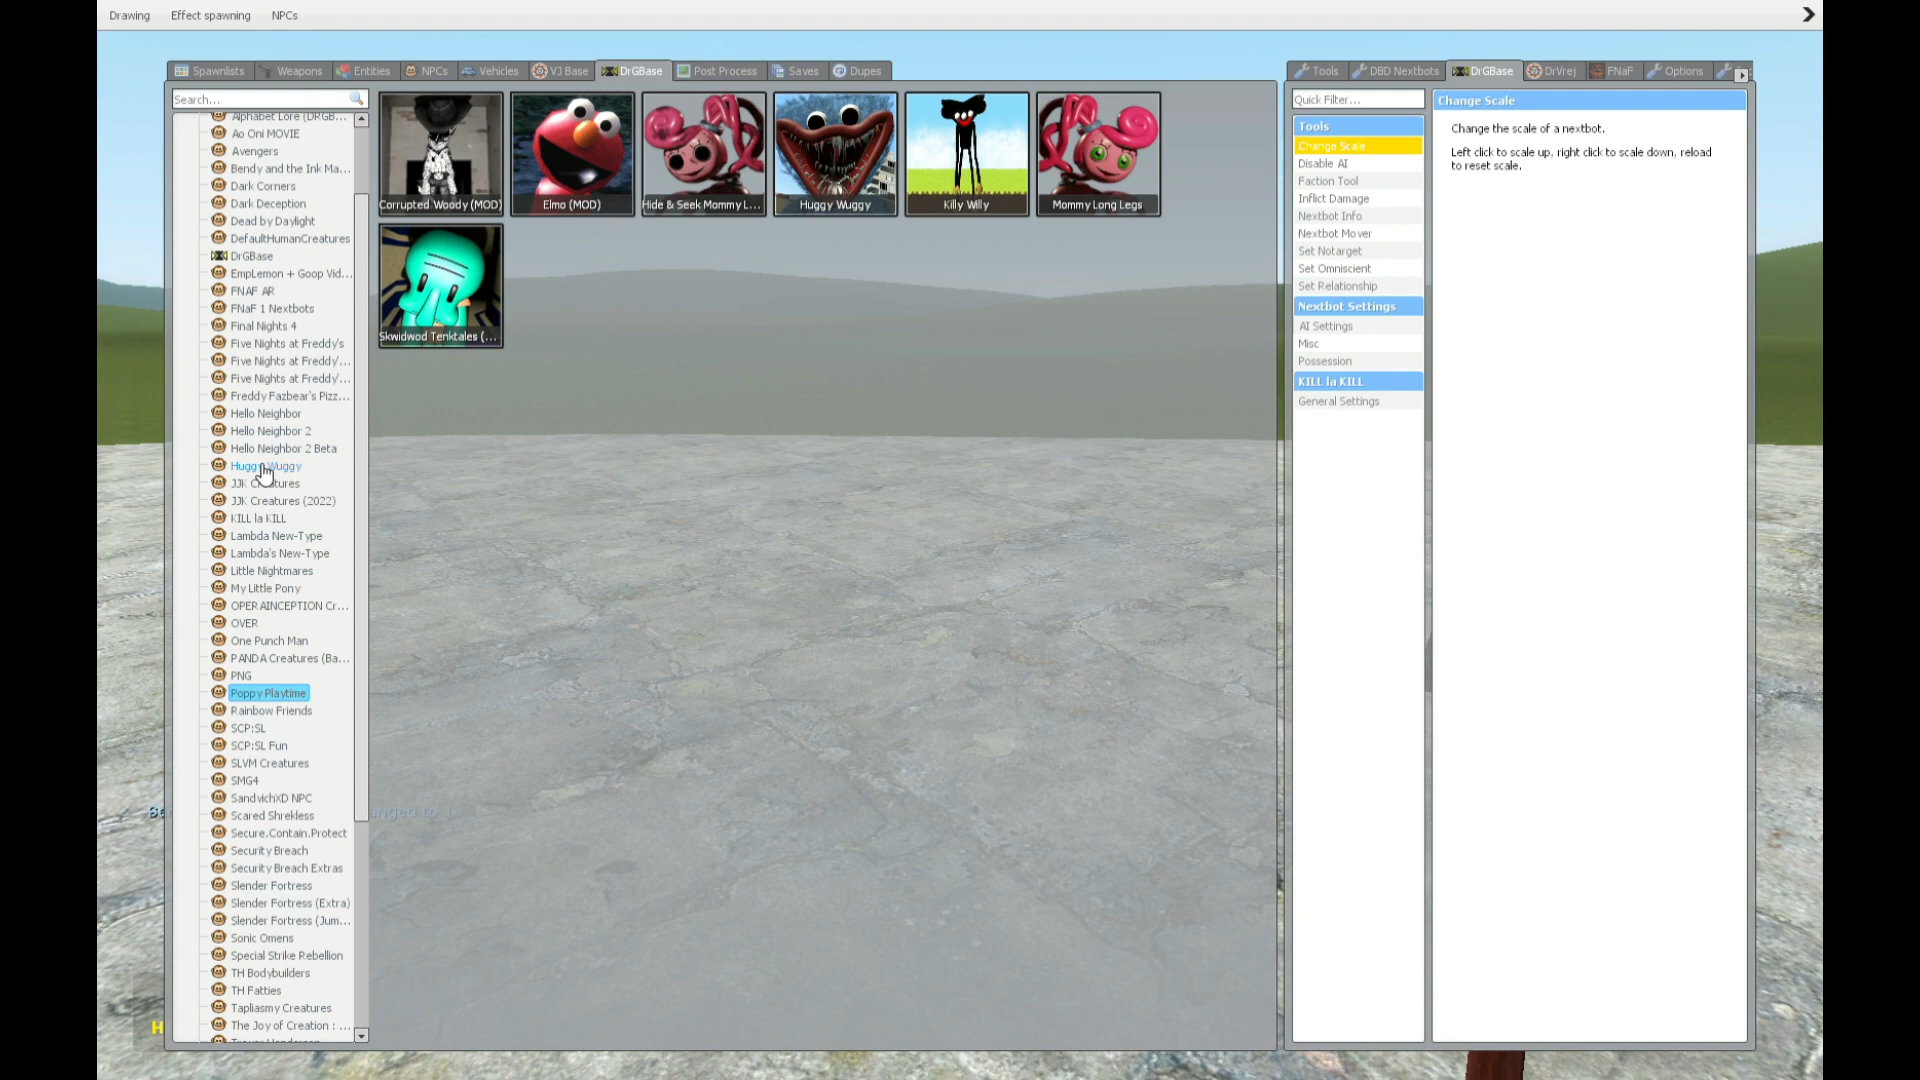 Drawing Effect spawning NPCs
Spawnlists Weapons Entities NPCs Vehicles VJ Base DrGBase Post Process Saves Dupes
Search...
Alphabet Lore (DRGB...
Ao Oni MOVIE
Avengers
Bendy and the Ink Ma...
Dark Corners
Dark Deception
Dead by Daylight
DefaultHumanCreatures
DrGBase
EmpLemon + Goop Vid...
FNAF AR
FNaF 1 Nextbots
Final Nights 4
Five Nights at Freddy's
Five Nights at Freddy'...
Five Nights at Freddy'...
Freddy Fazbear's Pizz...
Hello Neighbor
Hello Neighbor 2
Hello Neighbor 2 Beta
Huggy Wuggy
JJK Creatures
JJK Creatures (2022)
KILL la KILL
Lambda New-Type
Lambda's New-Type
Little Nightmares
My Little Pony
OPERAINCEPTION Cr...
OVER
One Punch Man
PANDA Creatures (Ba...
PNG
Poppy Playtime
Rainbow Friends
SCP:SL
SCP:SL Fun
SLVM Creatures
SMG4
SandvichXD NPC
Scared Shrekless
Secure.Contain.Protect
Security Breach
Security Breach Extras
Slender Fortress
Slender Fortress (Extra)
Slender Fortress (Jum...
Sonic Omens
Special Strike Rebellion
TH Bodybuilders
TH Fatties
Tapliasmy Creatures
The Joy of Creation : ...
Corrupted Woody (MOD)
Elmo (MOD)
Hide & Seek Mommy L...
Huggy Wuggy
Killy Willy
Mommy Long Legs
Skwidwod Tenktales (...
Tools DBD Nextbots DrGBase DrVrej FNaF Options
Quick Filter...
Tools
Change Scale
Disable AI
Faction Tool
Inflict Damage
Nextbot Info
Nextbot Mover
Set Notarget
Set Omniscient
Set Relationship
Nextbot Settings
AI Settings
Misc
Possession
KILL la KILL
General Settings
Change Scale
Change the scale of a nextbot.
Left click to scale up, right click to scale down, reload
to reset scale.
H